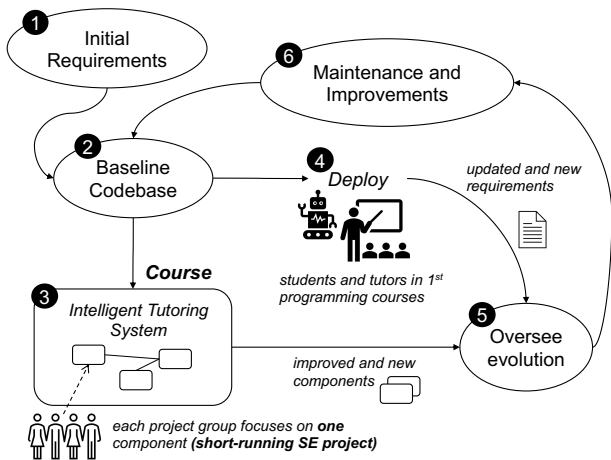 1
Initial
Requirements
6
Maintenance and
Improvements
2
Baseline
Codebase
4
Deploy
updated and new
requirements
students and tutors in 1st
programming courses
Course
3
Intelligent Tutoring
System
5
Oversee
evolution
improved and new
components
each project group focuses on one
component (short-running SE project)